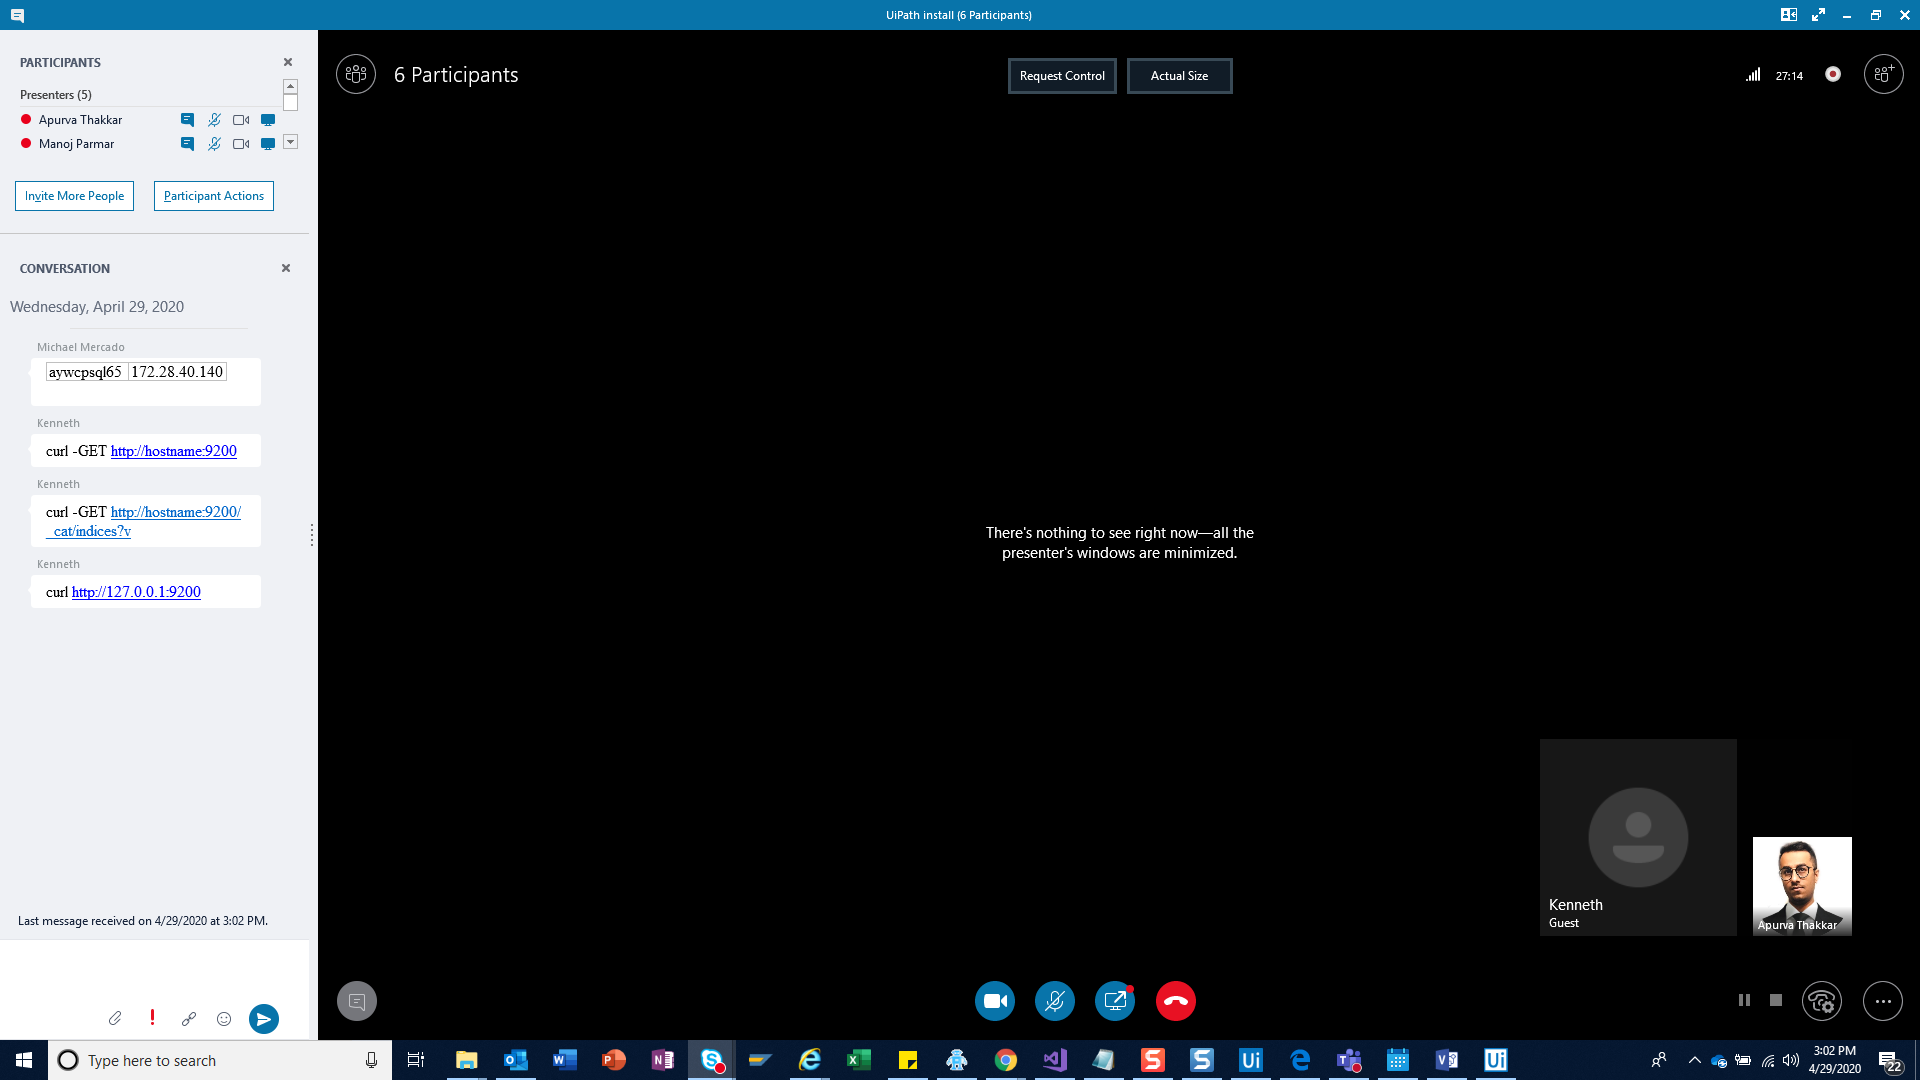 UiPath install (6 Participants)
PARTICIPANTS
Presenters (5)
Apurva Thakkar
Manoj Parmar
Invite More People
Participant Actions
6 Participants
Request Control
Actual Size
27:14
CONVERSATION
Wednesday, April 29, 2020
Michael Mercado
aywcpsql65 172.28.40.140
Kenneth
curl -GET http://hostname:9200
Kenneth
curl -GET http://hostname:9200/
_cat/indices?v
Kenneth
curl http://127.0.0.1:9200
Last message received on 4/29/2020 at 3:02 PM.
There's nothing to see right now—all the
presenter's windows are minimized.
Kenneth
Guest
Apurva Thakkar
Type here to search
3:02 PM
4/29/2020
22